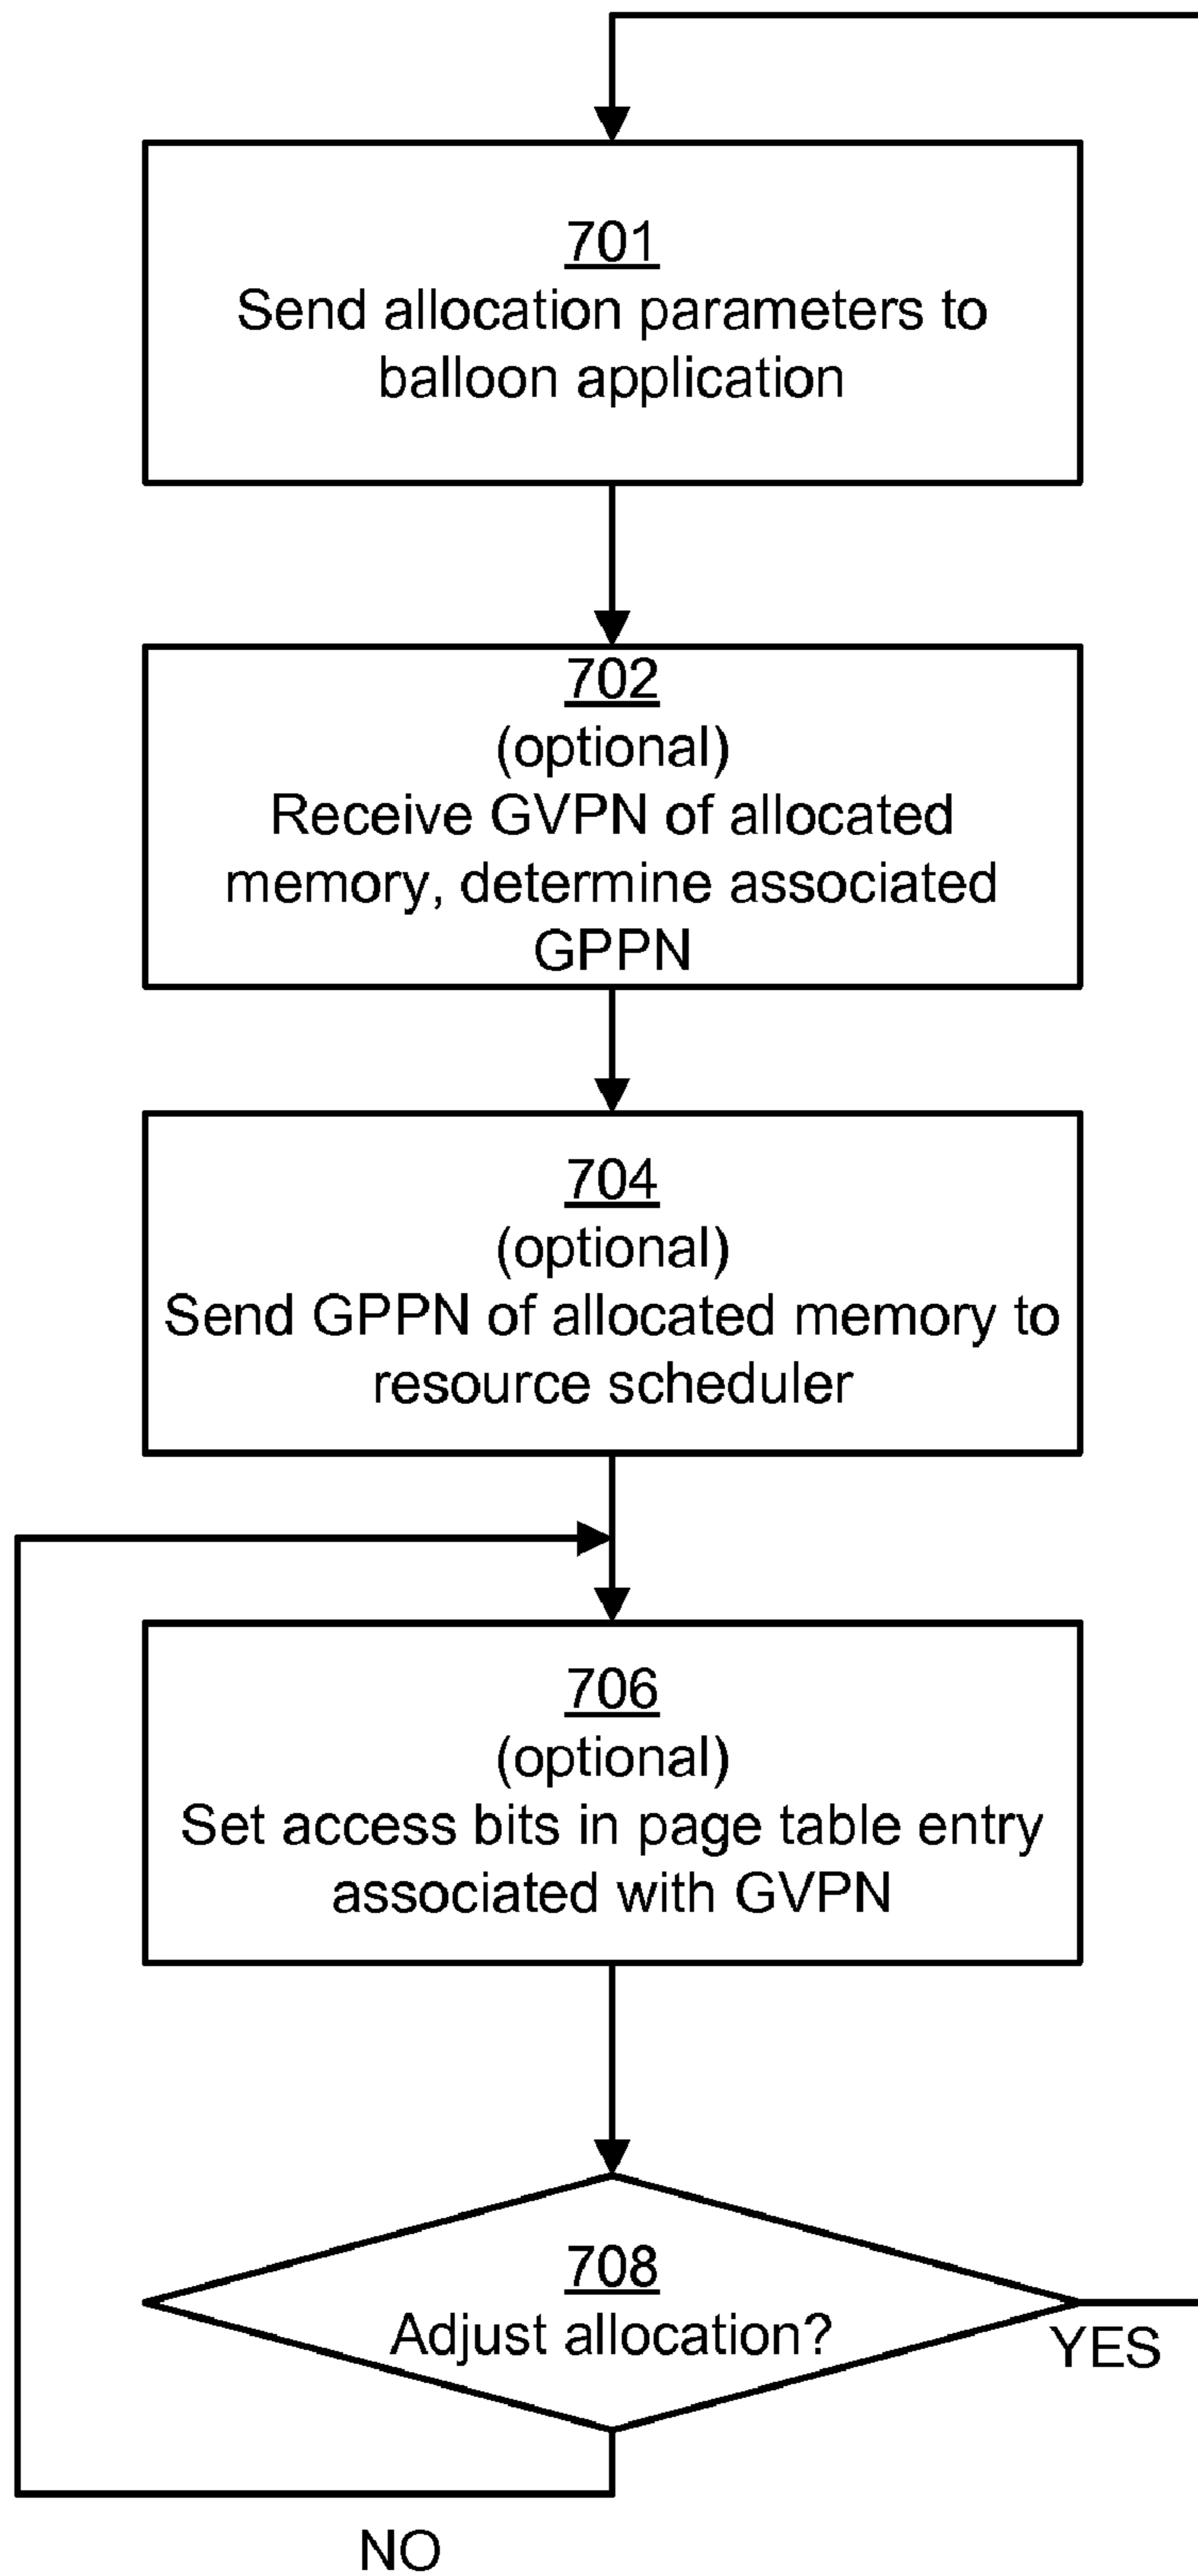 701
Send allocation parameters to
balloon application
702
(optional)
Receive GVPN of allocated
memory, determine associated
GPPN
704
(optional)
Send GPPN of allocated memory to
resource scheduler
706
(optional)
Set access bits in page table entry
associated with GVPN
708
Adjust allocation?
YES
NO